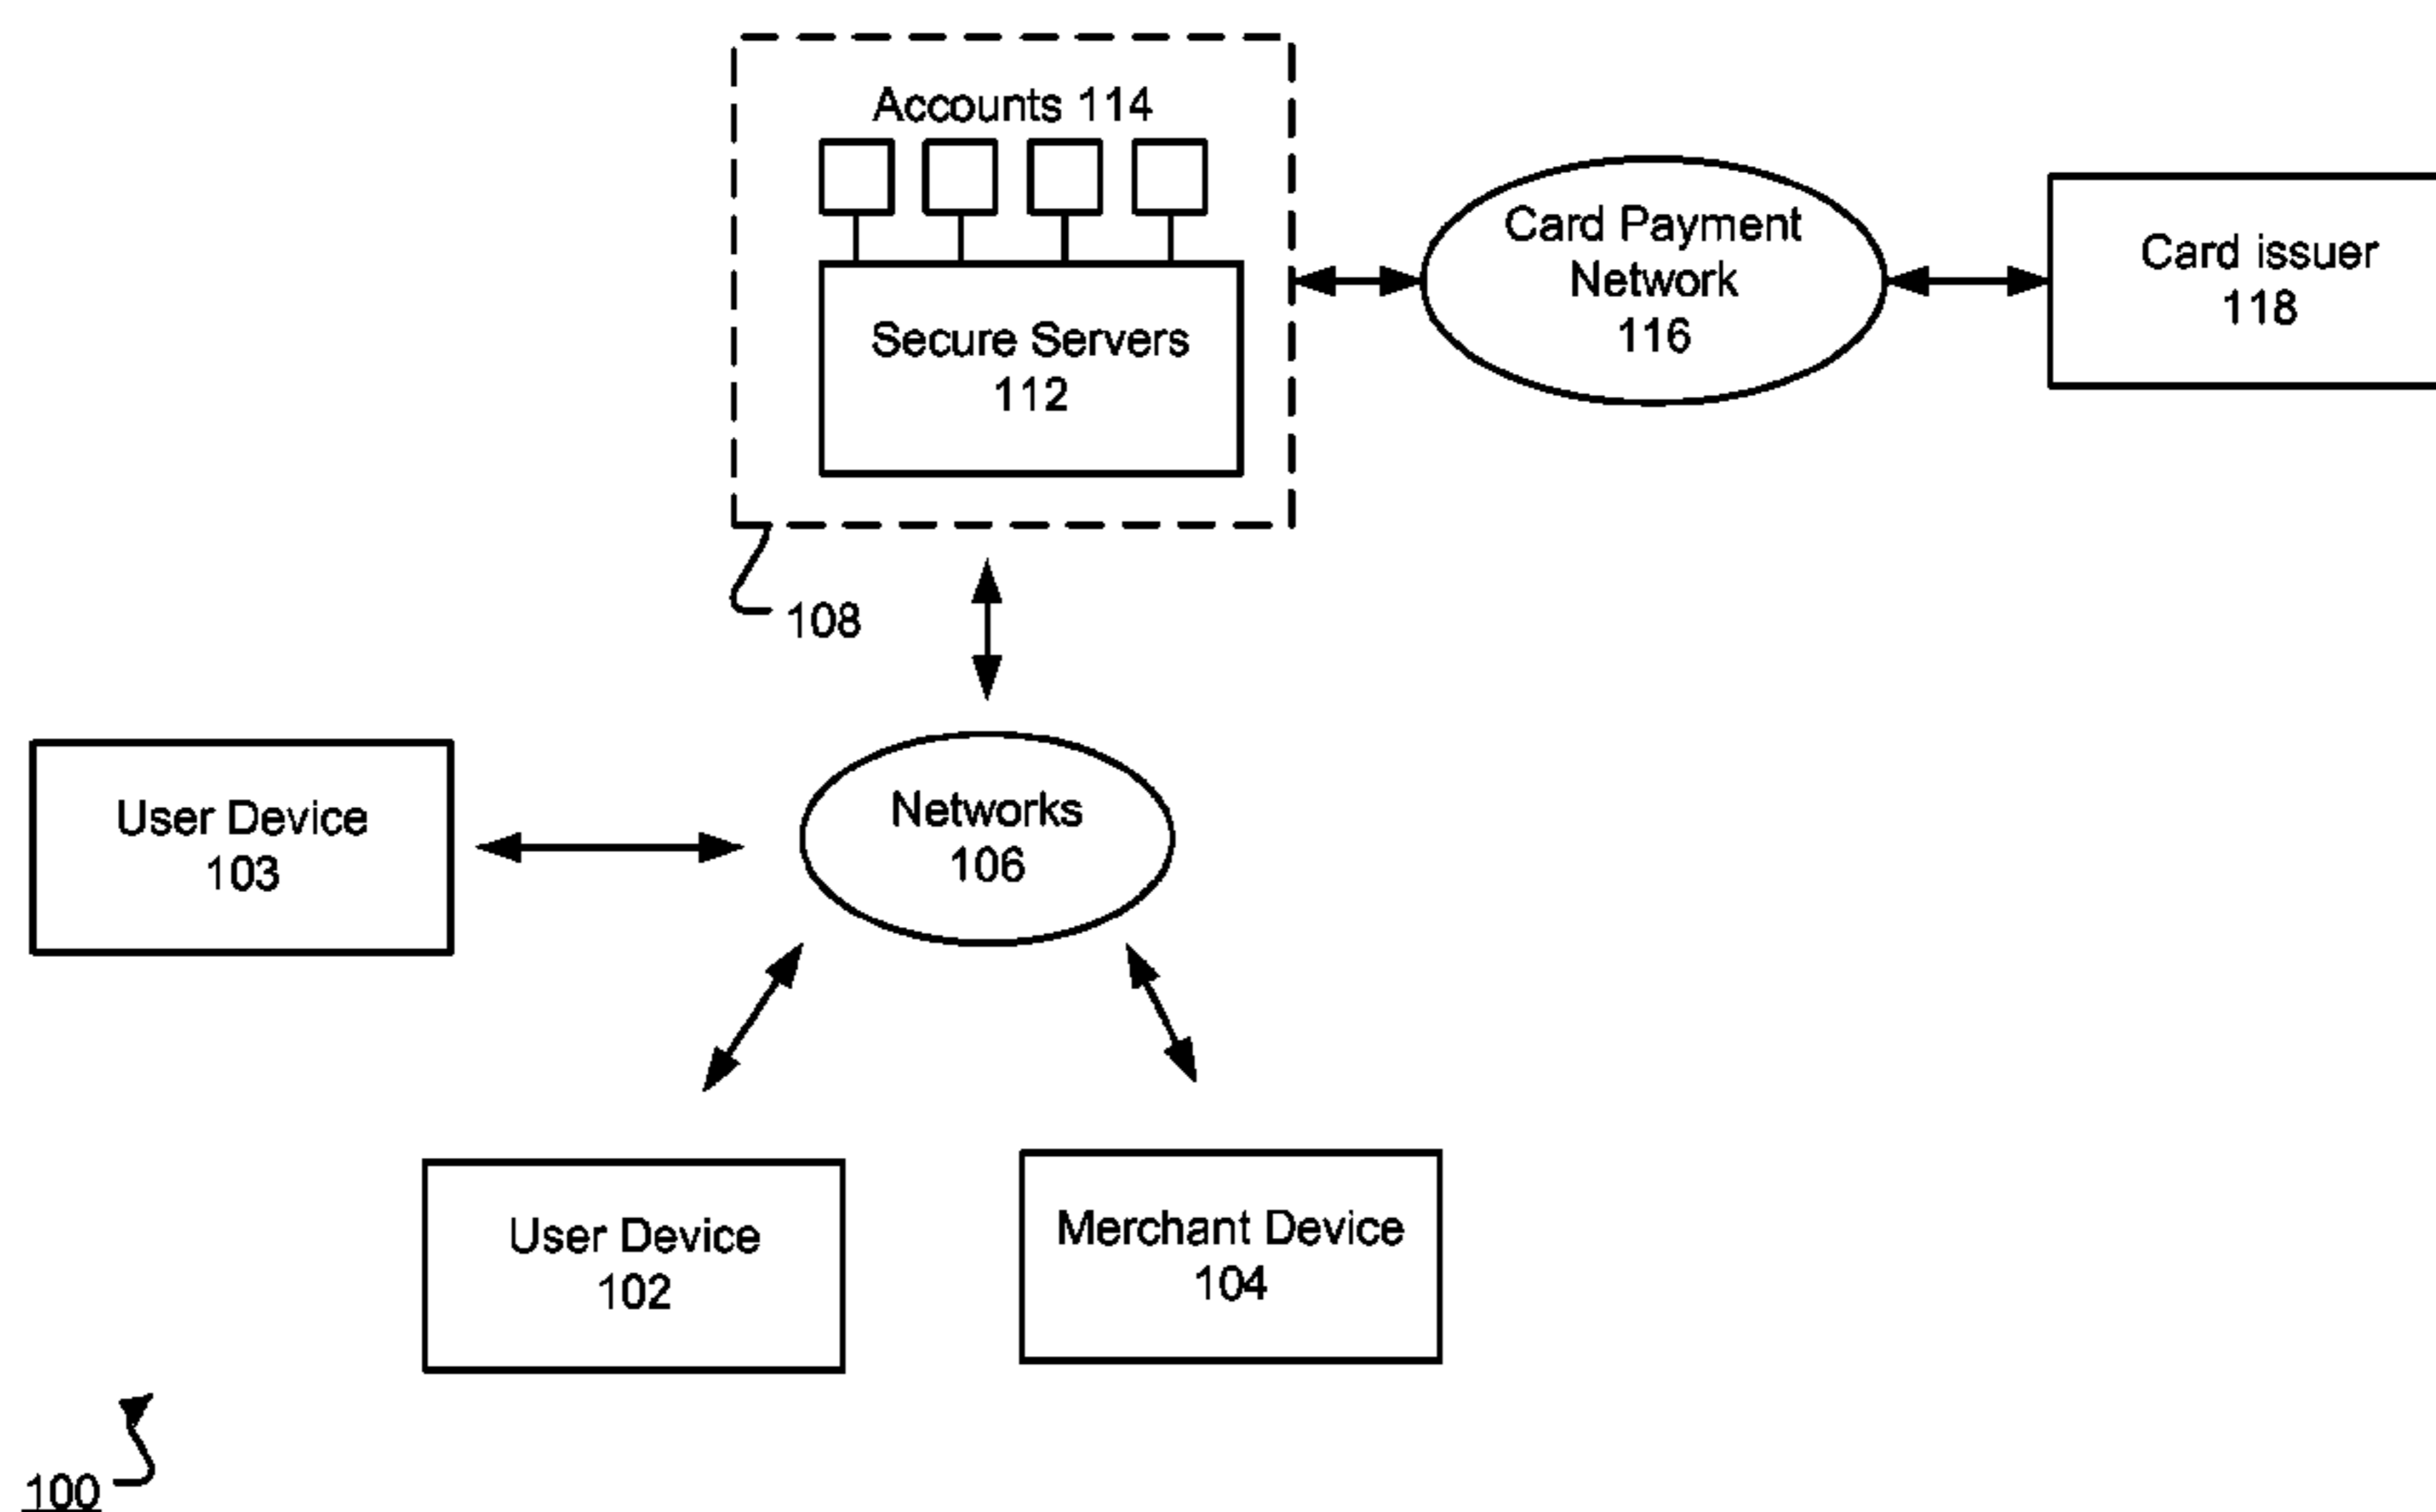 Accounts 114
Secure Servers
112
Card Payment
Network
116
Card issuer
118
108
User Device
103
Networks
106
User Device
102
Merchant Device
104
100